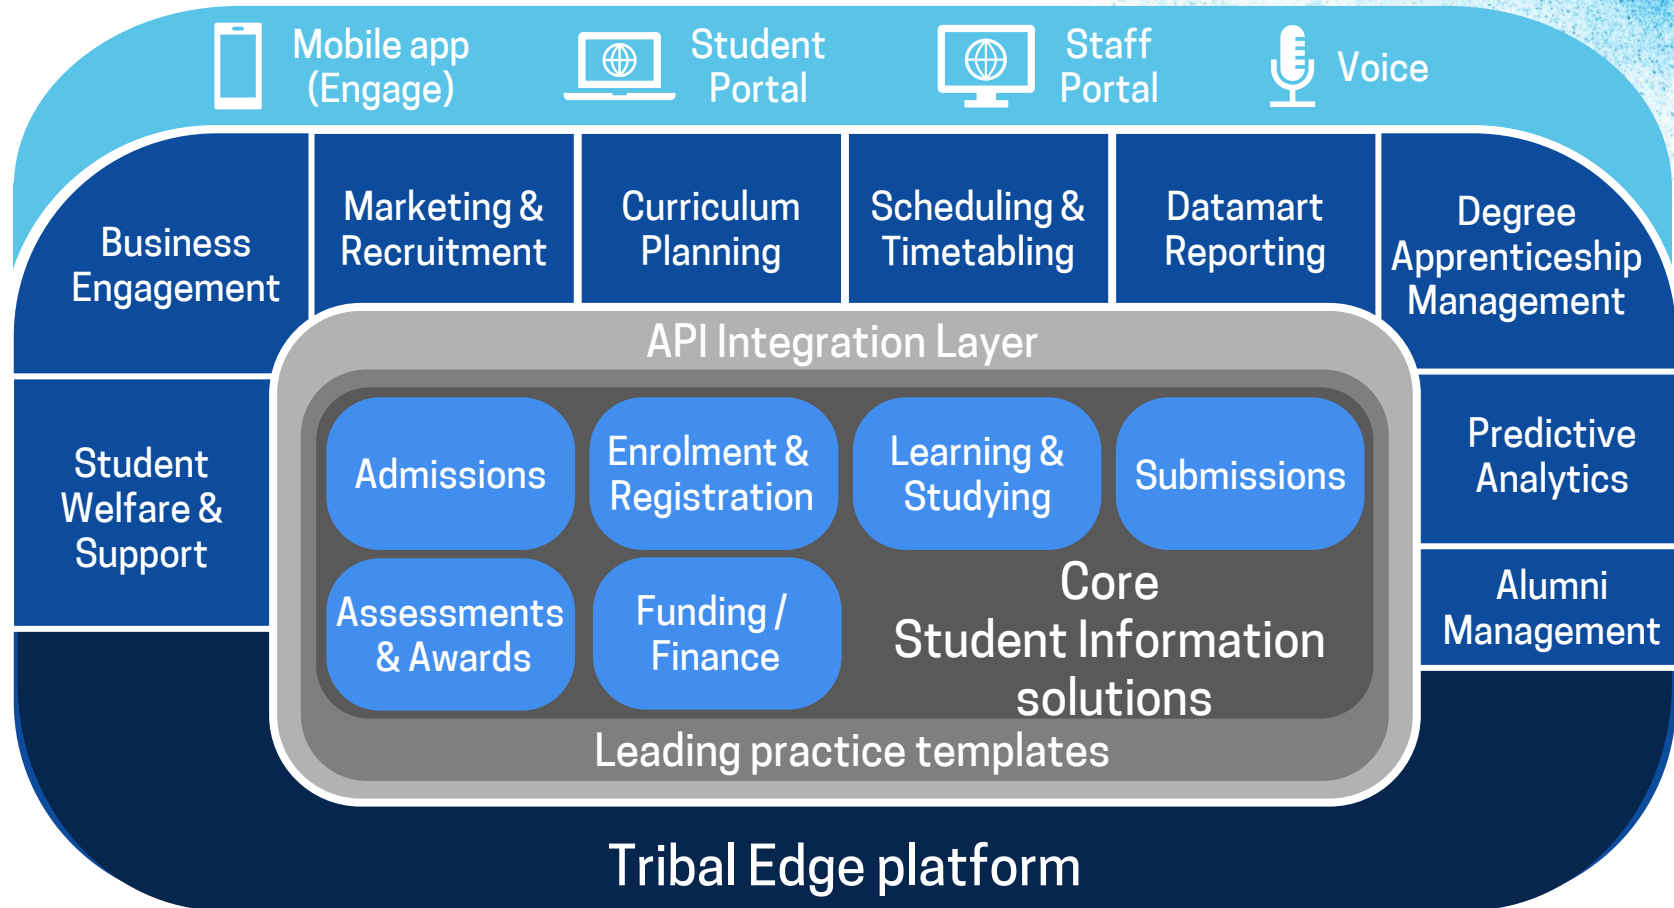 Mobile app
(Engage)
Student
Portal
Staff
Portal
Voice
Business
Engagement
Marketing &
Recruitment
Curriculum
Planning
Scheduling &
Timetabling
Datamart
Reporting
Degree
Apprenticeship
Management
API Integration Layer
Student
Welfare &
Support
Admissions
Enrolment &
Registration
Learning &
Studying
Submissions
Predictive
Analytics
Assessments
& Awards
Funding /
Finance
Core
Student Information
solutions
Alumni
Management
Leading practice templates
Tribal Edge platform